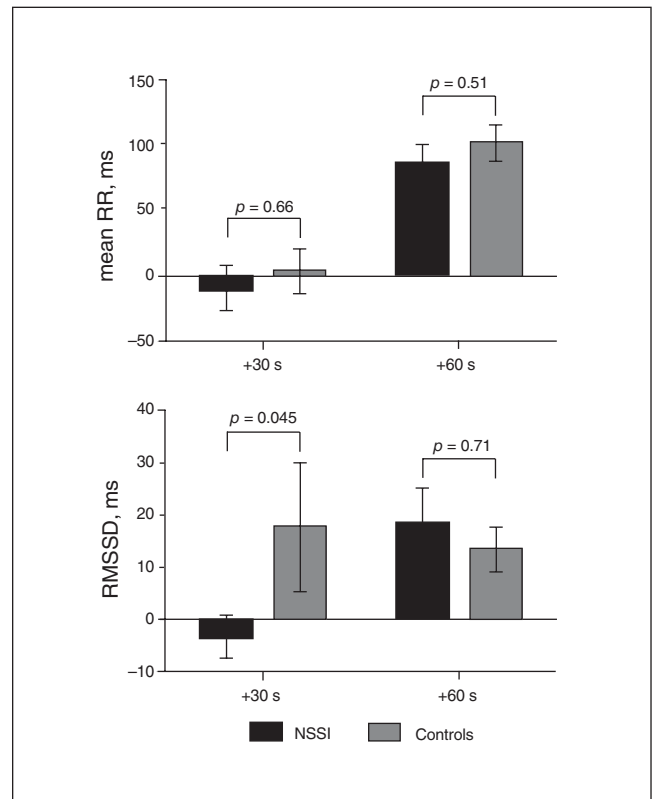 150
p = 0.51
100
mean RR, ms
50
p = 0.66
0
–50
+30 s
+60 s
40
p = 0.045
30
p = 0.71
20
RMSSD, ms
10
0
–10
+30 s
+60 s
NSSI
Controls